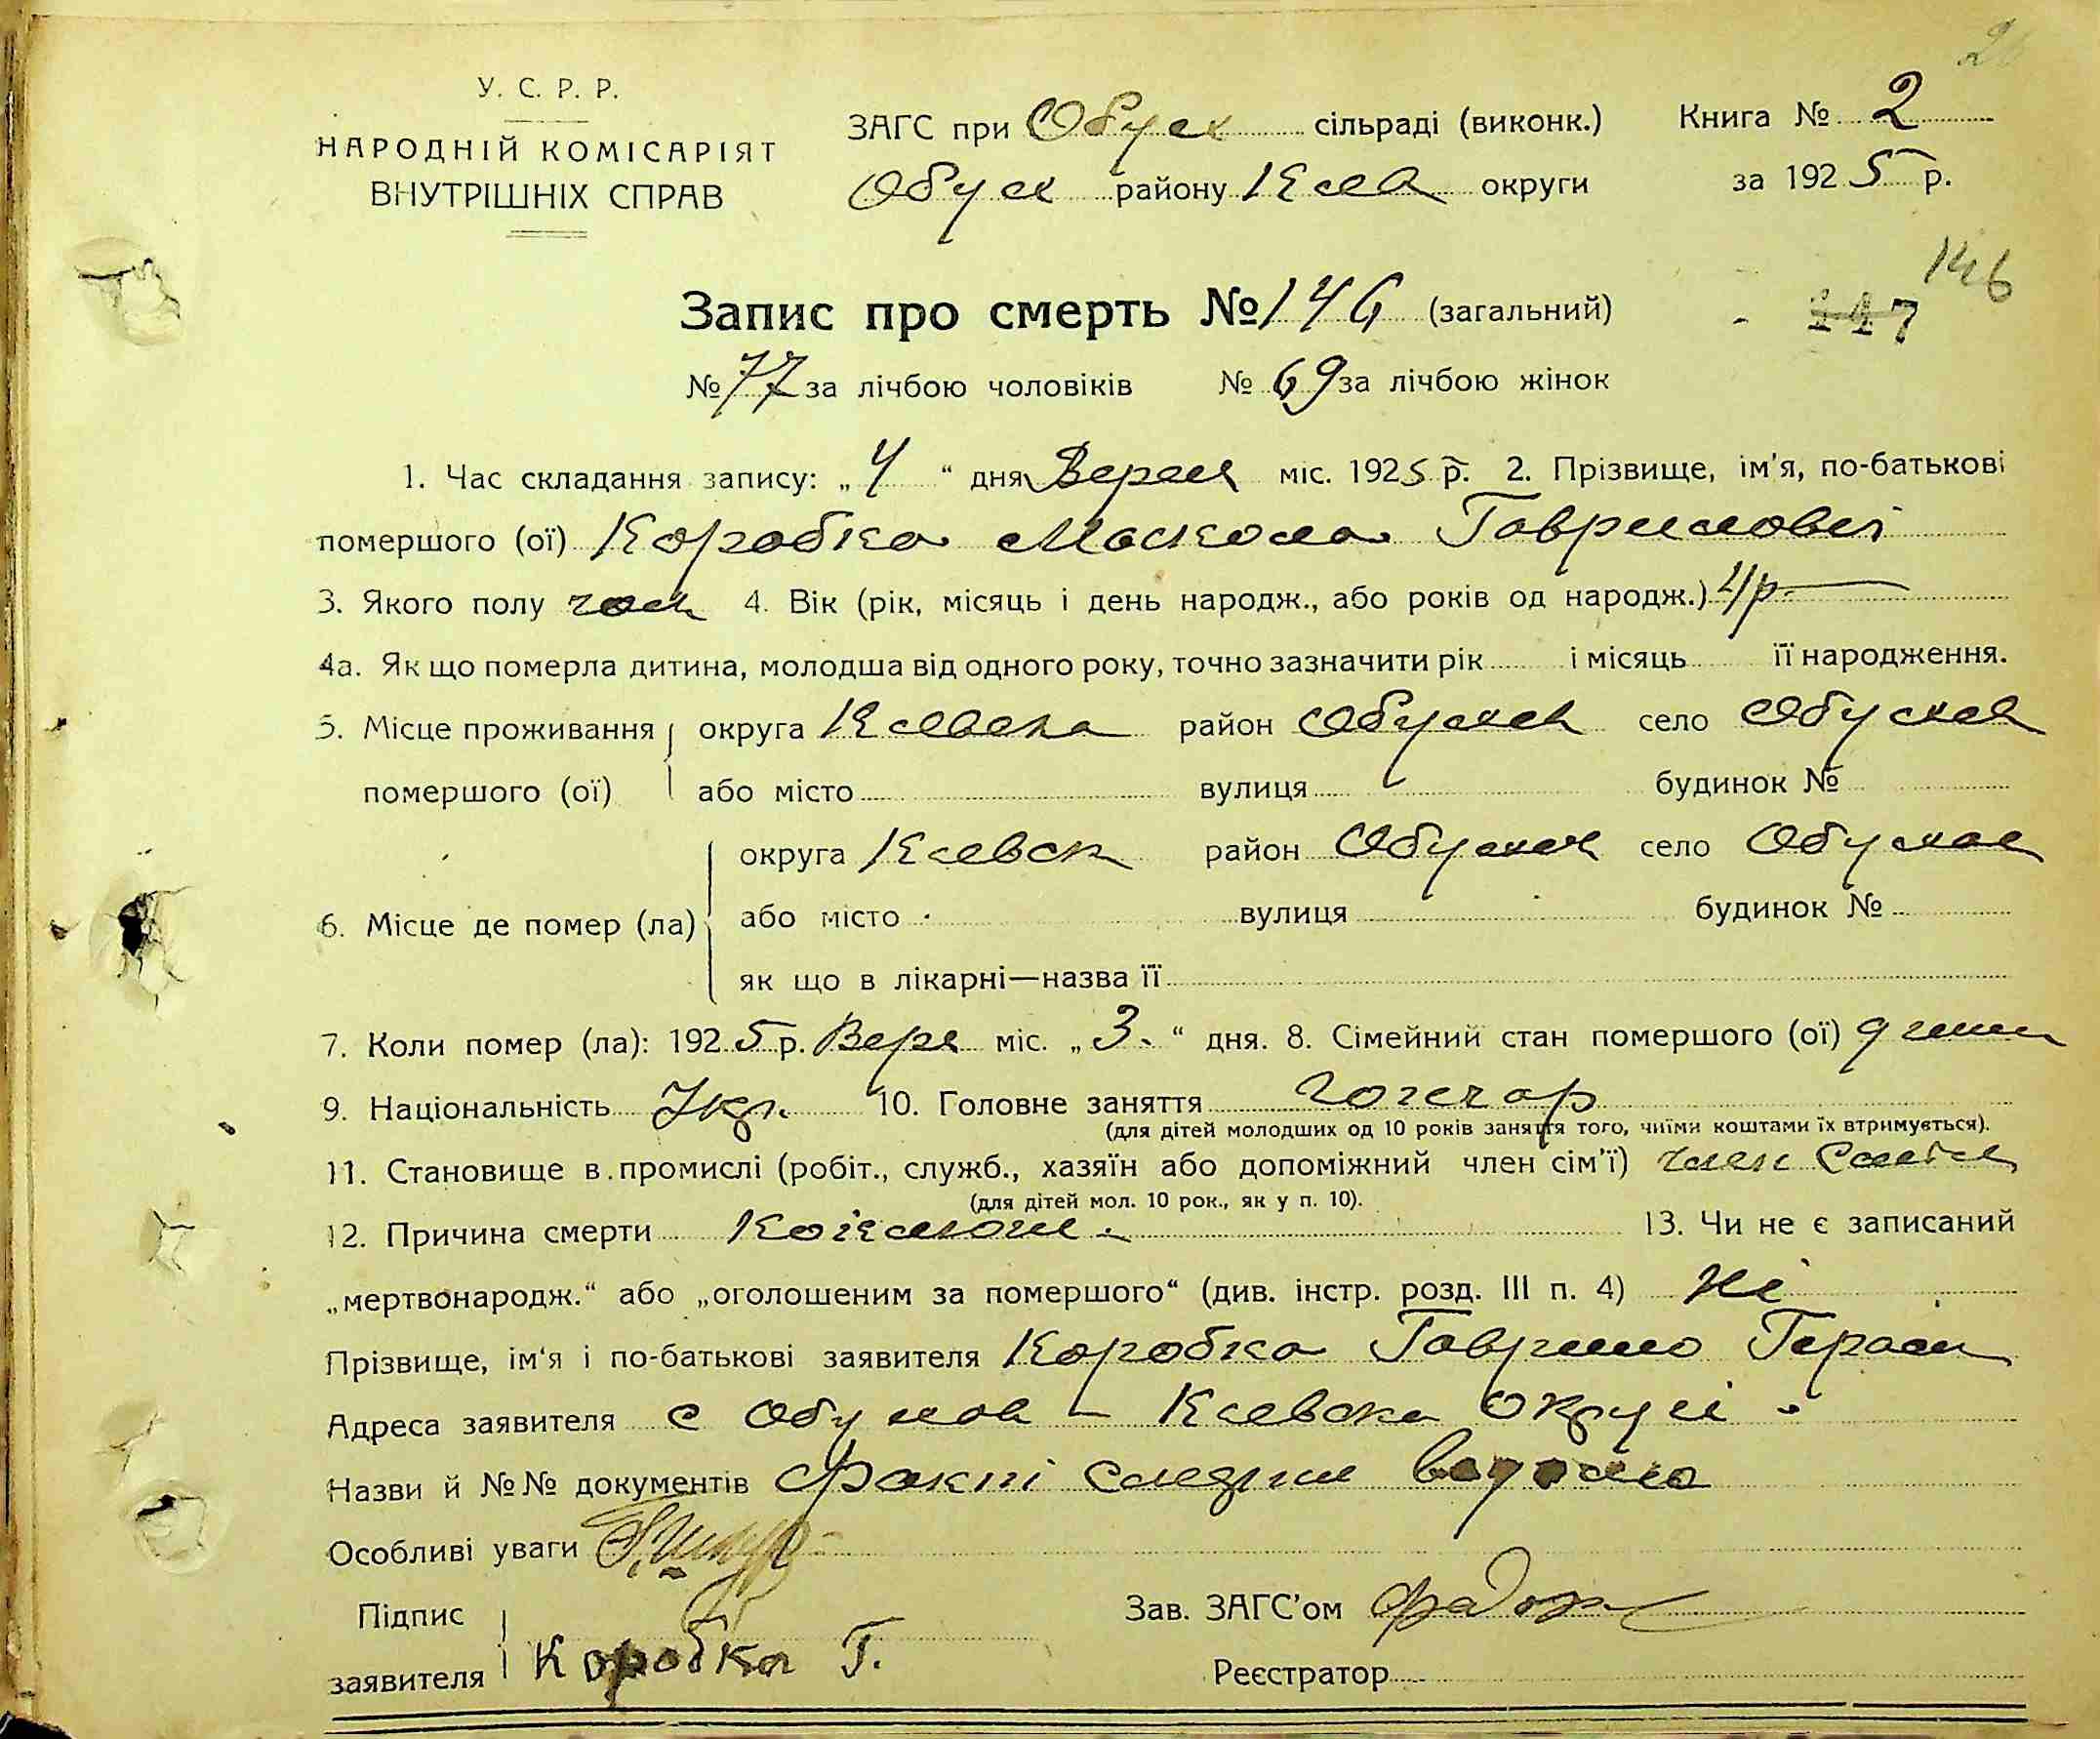 У. С. Р. Р.
НАРОДНІЙ КОМІСАРІЯТ
ВНУТРІШНІХ СПРАВ
ЗАГС при Обух сільраді (виконк.) Книга № 2
Обух району Київ округи за 1925 р.
Запис про смерть № 146 (загальний)
146
147
№ 77 за лічбою чоловіків № 69 за лічбою жінок
1. Час складання запису: „ 4 “ дня Вересн міс. 1925 р. 2. Прізвище, ім'я, по-батькові
помершого (ої) Коробка Микола Гаврилович
3. Якого полу чол 4. Вік (рік, місяць і день народж., або років од народж.) 4 р
4а. Як що померла дитина, молодша від одного року, точно зазначити рік і місяць її народження.
5. Місце проживання округа Київська район Обухов село Обухов
помершого (ої) або місто вулиця будинок №
округа Київськ район Обухов село Обухов
6. Місце де помер (ла) або місто вулиця будинок №
як що в лікарні—назва її
7. Коли помер (ла): 1925 р. Вере міс. „ 3. “ дня. 8. Сімейний стан помершого (ої)
9. Національність Укр. 10. Головне заняття
(для дітей молодших од 10 років заняття того, чиїми коштами їх втримується).
11. Становище в промислі (робіт., служб., хазяїн або допоміжний член сім'ї) член
(для дітей мол. 10 рок., як у п. 10).
12. Причина смерти Коклюш 13. Чи не є записаний
„мертвонародж.“ або „оголошеним за помершого“ (див. інстр. розд. III п. 4) Ні
Прізвище, ім'я і по-батькові заявителя Коробка Гаврило Герасим
Адреса заявителя с Обухов – Київська Округи
Назви й №№ документів факт смерти
Особливі уваги
Підпис Зав. ЗАГС'ом
заявителя Коробка Г. Реєстратор